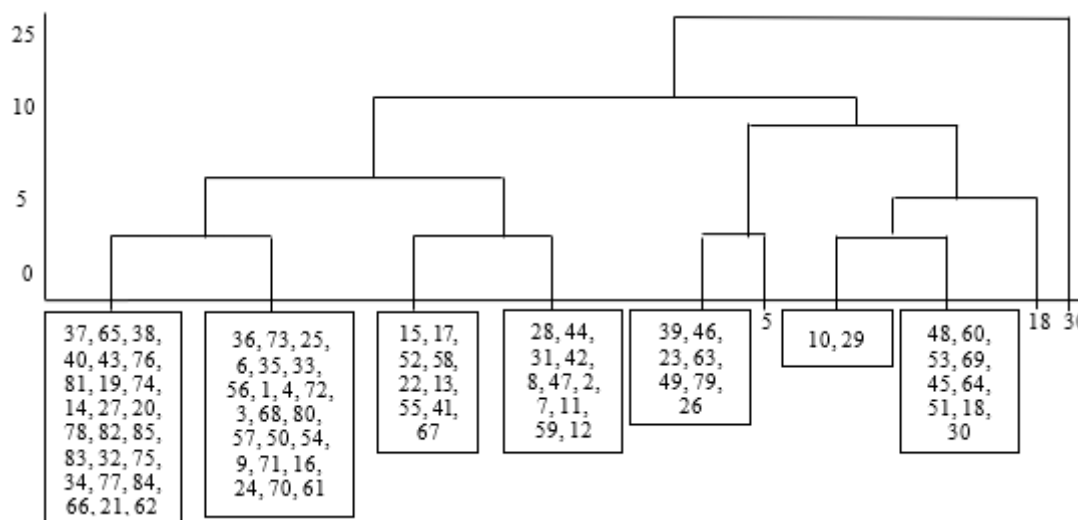 25
10
5
0
37, 65, 38,
40, 43, 76,
81, 19, 74,
14, 27, 20,
78, 82, 85,
83, 32, 75,
34, 77, 84,
66, 21, 62
36, 73, 25,
6, 35, 33,
56, 1, 4, 72,
3, 68, 80,
57, 50, 54,
9, 71, 16,
24, 70, 61
15, 17,
52, 58,
22, 13,
55, 41,
67
28, 44,
31, 42,
8, 47, 2,
7, 11,
59, 12
39, 46,
23, 63,
49, 79,
26
5
10, 29
48, 60,
53, 69,
45, 64,
51, 18,
30
18